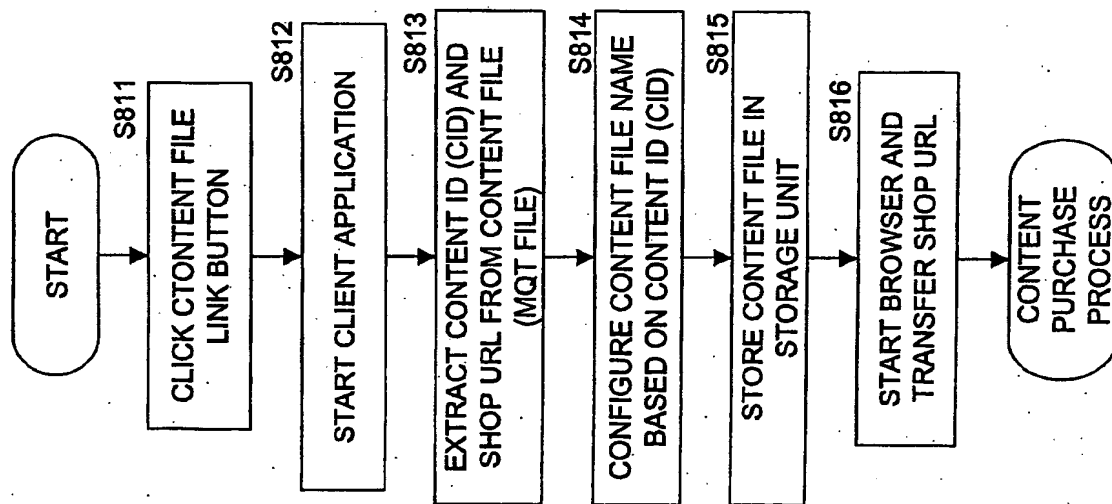 START
S811
CLICK CTONTENT FILE
LINK BUTTON
S812
START CLIENT APPLICATION
S813
EXTRACT CONTENT ID (CID) AND
SHOP URL FROM CONTENT FILE
(MQT FILE)
S814
CONFIGURE CONTENT FILE NAME
BASED ON CONTENT ID (CID)
S815
STORE CONTENT FILE IN
STORAGE UNIT
S816
START BROWSER AND
TRANSFER SHOP URL
CONTENT
PURCHASE
PROCESS